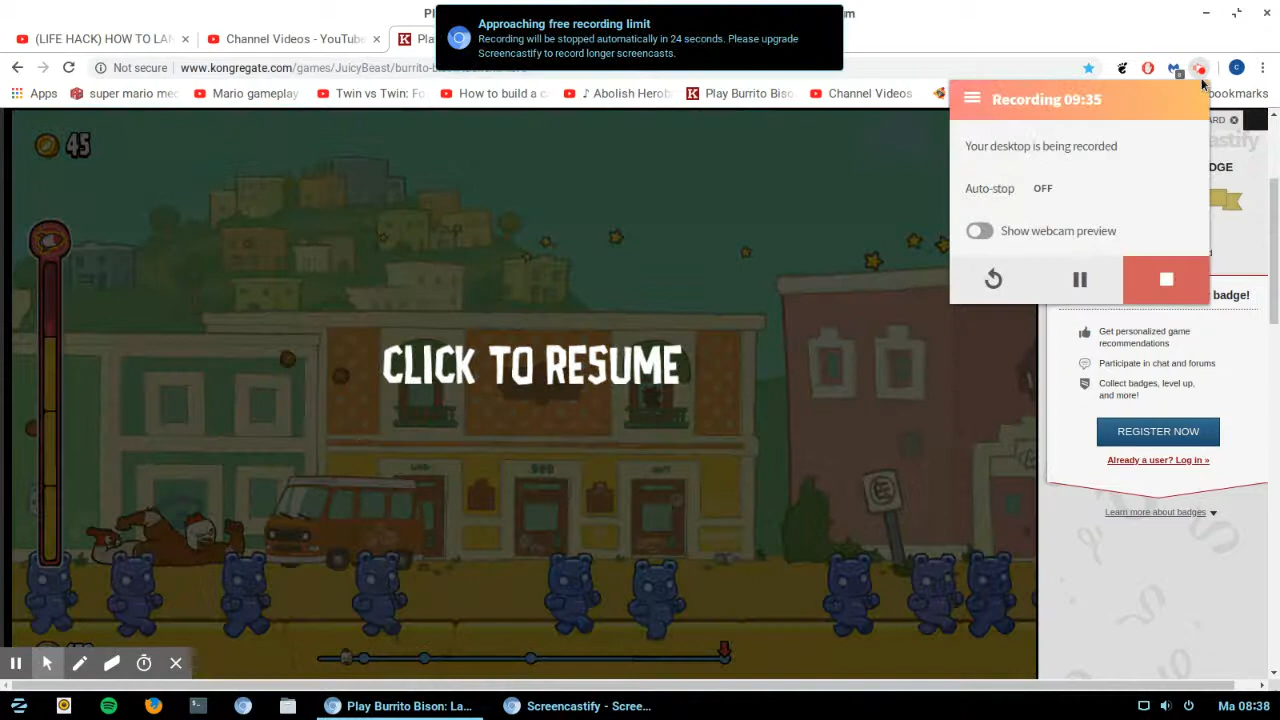 Approaching free recording limit
Recording will be stopped automatically in 24 seconds. Please upgrade
Screencastify to record longer screencasts.
(LIFE HACK) HOW TO LAN
Channel Videos - YouTube
Not secure
www.kongregate.com/games/JuicyBeast/burrito-
Apps
super mario mec
Mario gameplay
Twin vs Twin: Fo
How to build a c
♪ Abolish Herob
Play Burrito Biso
Channel Videos
bookmarks
Recording 09:35
Your desktop is being recorded
Auto-stop OFF
Show webcam preview
45
CLICK TO RESUME
badge!
Get personalized game
recommendations
Participate in chat and forums
Collect badges, level up,
and more!
REGISTER NOW
Already a user? Log in »
Learn more about badges
Play Burrito Bison: La...
Screencastify - Scree...
Ma 08:38